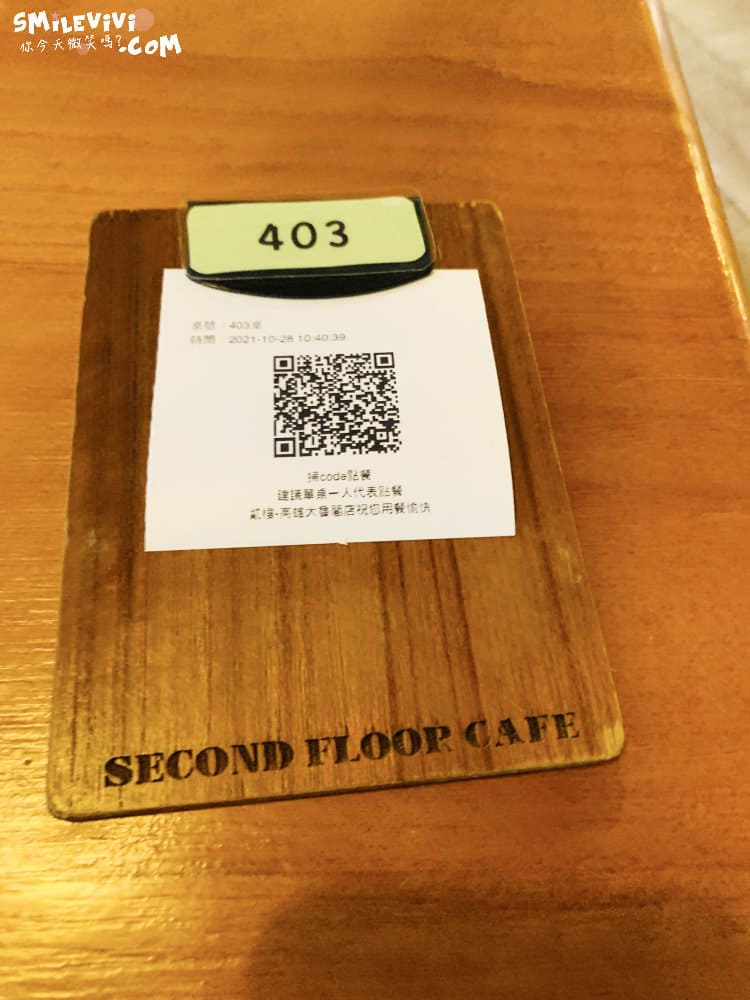 SMiLEViVi
你今天微笑嗎?.COM
403
桌號：403桌
時間：2021-10-28 10:40:39
掃code點餐
建議單桌一人代表點餐
貳樓-高雄大魯閣店祝您用餐愉快
SECOND FLOOR CAFE